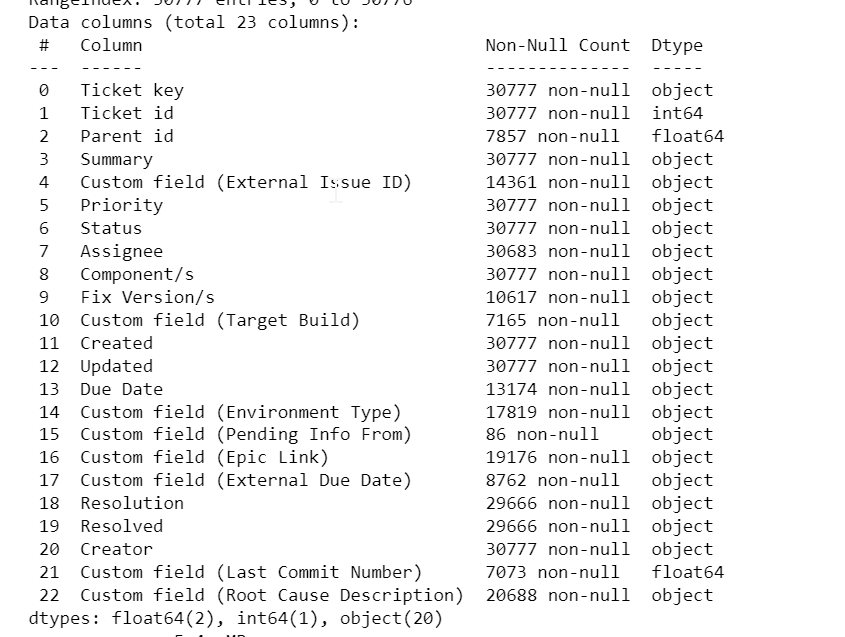 RangeIndex: 30777 entries, 0 to 30776
Data columns (total 23 columns):
# Column Non-Null Count Dtype
--- ------ -------------- -----
0 Ticket key 30777 non-null object
1 Ticket id 30777 non-null int64
2 Parent id 7857 non-null float64
3 Summary 30777 non-null object
4 Custom field (External Issue ID) 14361 non-null object
5 Priority 30777 non-null object
6 Status 30777 non-null object
7 Assignee 30683 non-null object
8 Component/s 30777 non-null object
9 Fix Version/s 10617 non-null object
10 Custom field (Target Build) 7165 non-null object
11 Created 30777 non-null object
12 Updated 30777 non-null object
13 Due Date 13174 non-null object
14 Custom field (Environment Type) 17819 non-null object
15 Custom field (Pending Info From) 86 non-null object
16 Custom field (Epic Link) 19176 non-null object
17 Custom field (External Due Date) 8762 non-null object
18 Resolution 29666 non-null object
19 Resolved 29666 non-null object
20 Creator 30777 non-null object
21 Custom field (Last Commit Number) 7073 non-null float64
22 Custom field (Root Cause Description) 20688 non-null object
dtypes: float64(2), int64(1), object(20)